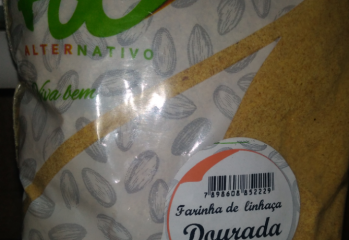 ALTERNATIVO
Viva bem
7 898608 852229
Farinha de linhaça
Dourada